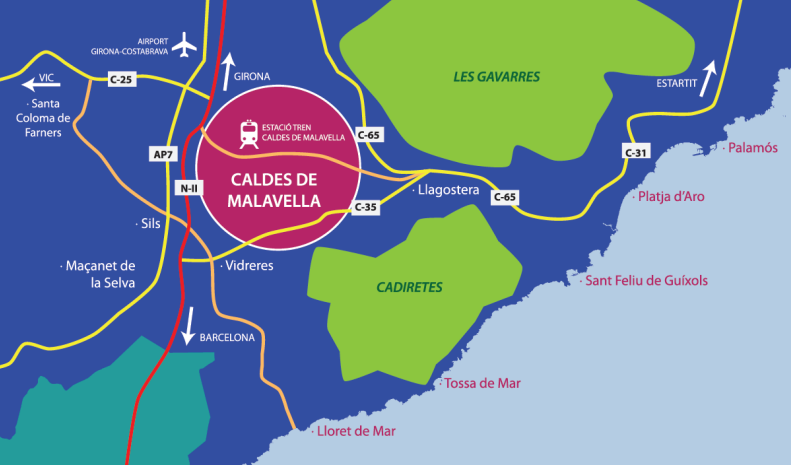 AIRPORT
GIRONA-COSTABRAVA
VIC
C-25
GIRONA
LES GAVARRES
ESTARTIT
· Santa
Coloma de
Farners
ESTACIÓ TREN
CALDES DE MALAVELLA
C-65
AP7
C-31
· Palamós
N-II
CALDES DE
MALAVELLA
· Llagostera
C-65
· Platja d'Aro
C-35
· Sils
· Maçanet de
la Selva
· Vidreres
CADIRETES
· Sant Feliu de Guíxols
BARCELONA
· Tossa de Mar
· Lloret de Mar